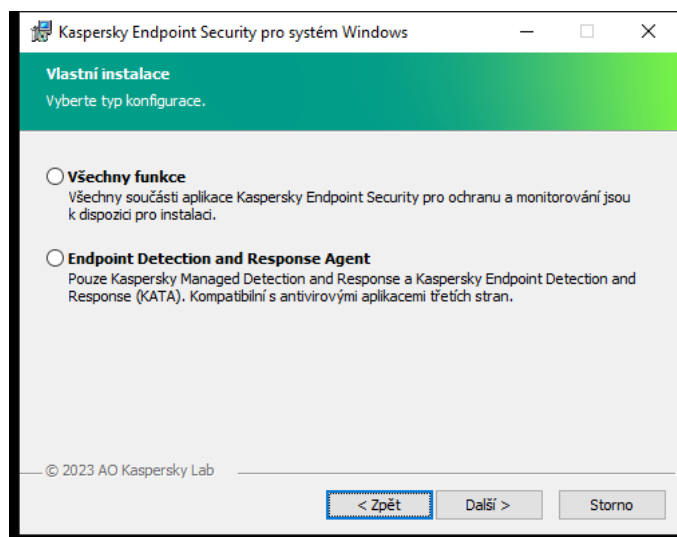 Kaspersky Endpoint Security pro systém Windows
Vlastní instalace
Vyberte typ konfigurace.
Všechny funkce
Všechny součásti aplikace Kaspersky Endpoint Security pro ochranu a monitorování jsou
k dispozici pro instalaci.
Endpoint Detection and Response Agent
Pouze Kaspersky Managed Detection and Response a Kaspersky Endpoint Detection and
Response (KATA). Kompatibilní s antivirovými aplikacemi třetích stran.
© 2023 AO Kaspersky Lab
< Zpět Další > Storno